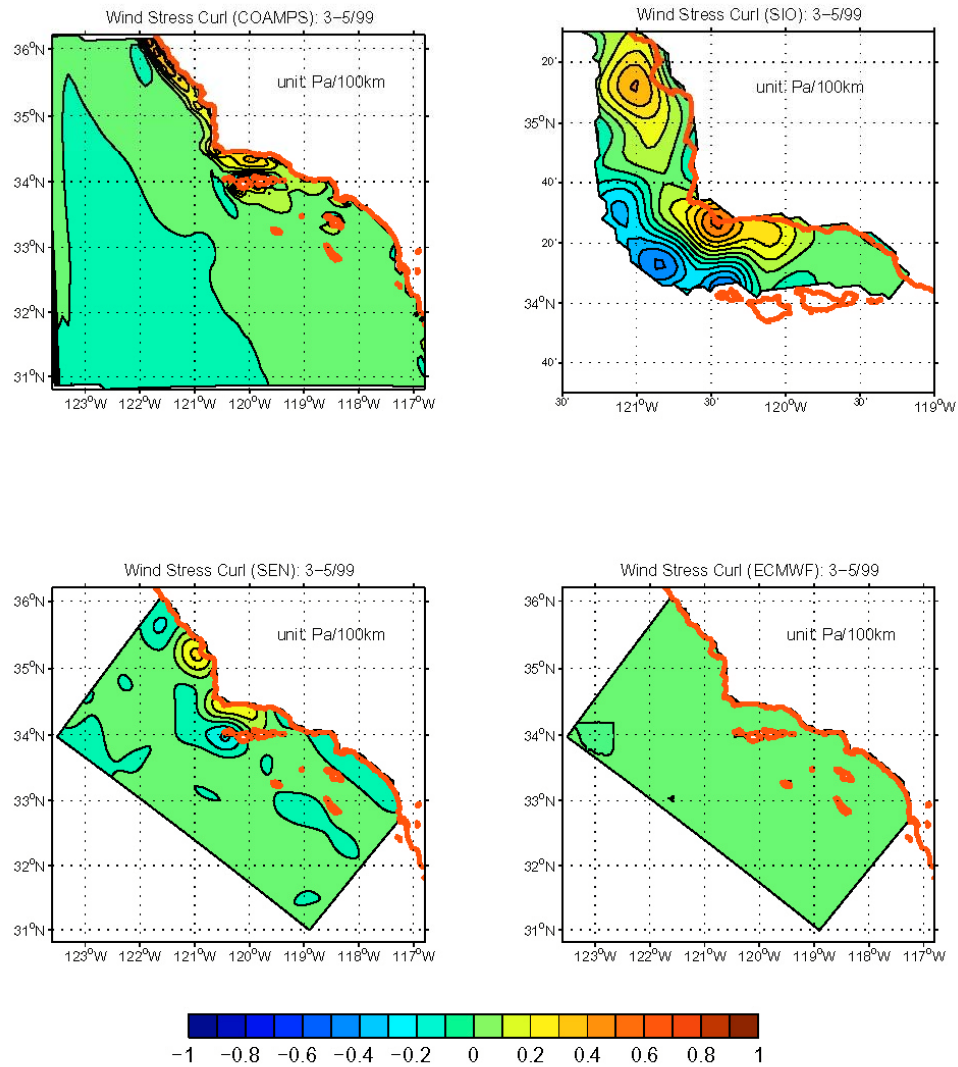 Wind Stress Curl (COAMPS): 3−5/99
unit: Pa/100km
36°N
35°N
34°N
33°N
32°N
31°N
123°W 122°W 121°W 120°W 119°W 118°W 117°W
Wind Stress Curl (SIO): 3−5/99
unit: Pa/100km
20'
35°N
40'
20'
34°N
40'
30' 121°W 30' 120°W 30' 119°W
Wind Stress Curl (SEN): 3−5/99
unit: Pa/100km
36°N
35°N
34°N
33°N
32°N
31°N
123°W 122°W 121°W 120°W 119°W 118°W 117°W
Wind Stress Curl (ECMWF): 3−5/99
unit: Pa/100km
36°N
35°N
34°N
33°N
32°N
31°N
123°W 122°W 121°W 120°W 119°W 118°W 117°W
−1 −0.8 −0.6 −0.4 −0.2 0 0.2 0.4 0.6 0.8 1